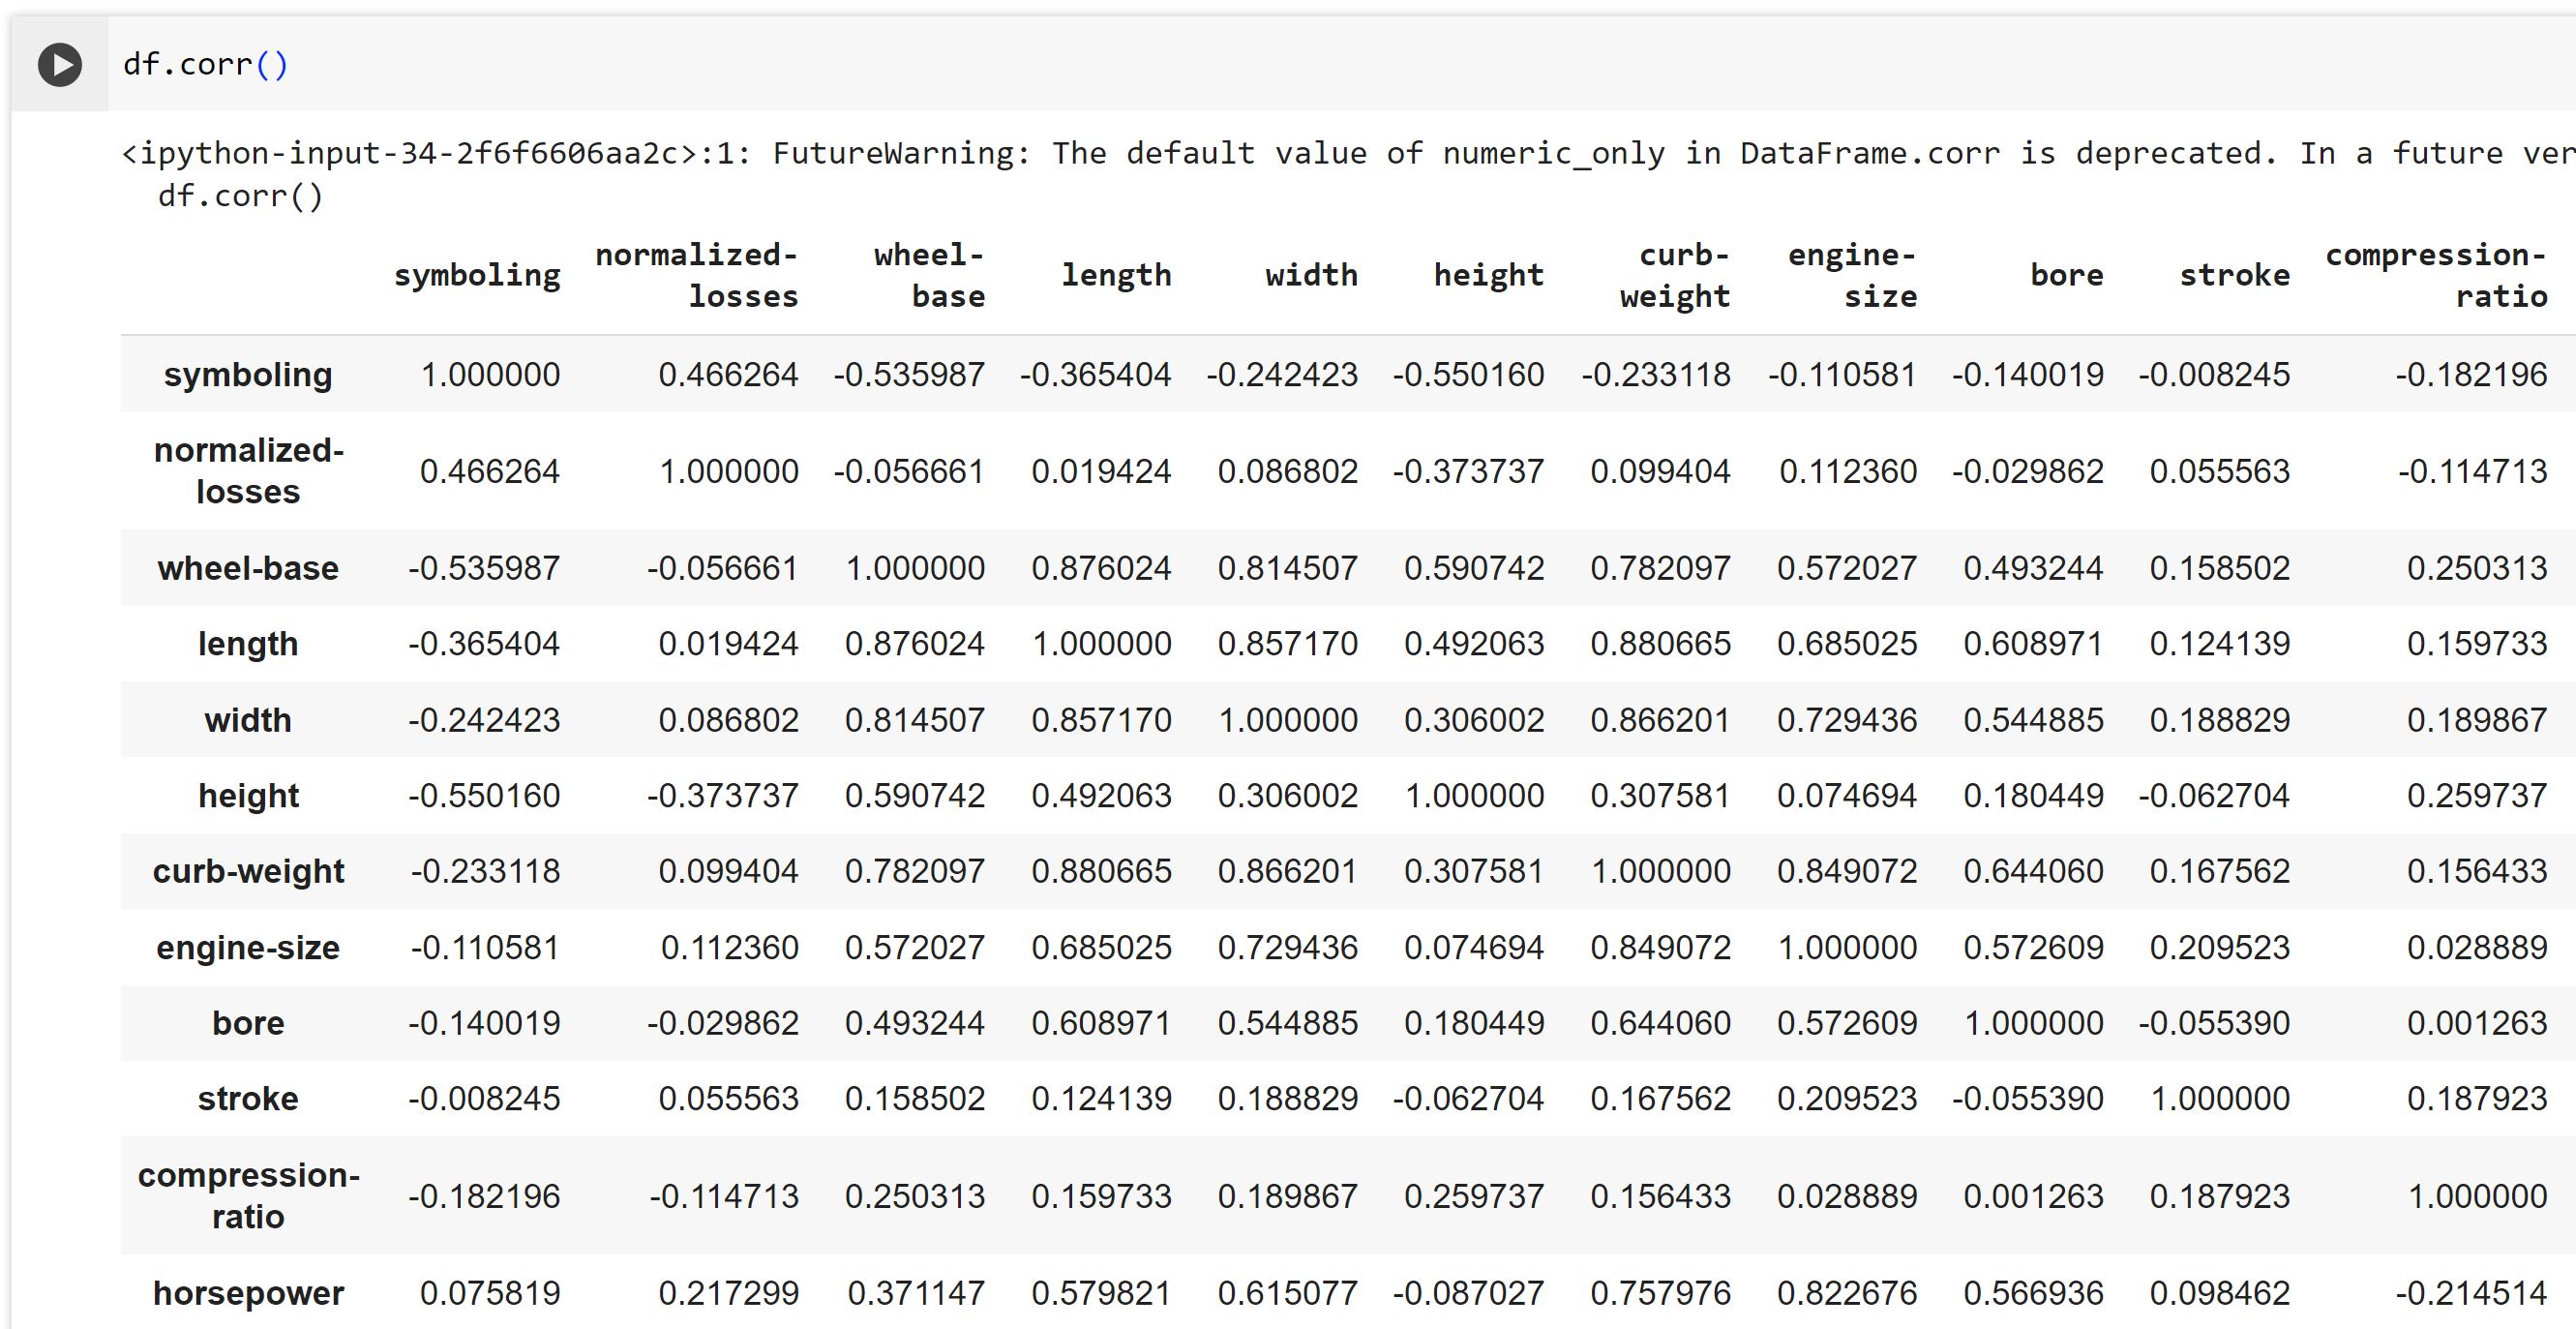 df.corr()
<ipython-input-34-2f6f6606aa2c>:1: FutureWarning: The default value of numeric_only in DataFrame.corr is deprecated. In a future ver
df.corr()
symboling normalized-losses wheel-base length width height curb-weight engine-size bore stroke compression-ratio
symboling 1.000000 0.466264 -0.535987 -0.365404 -0.242423 -0.550160 -0.233118 -0.110581 -0.140019 -0.008245 -0.182196
normalized-losses 0.466264 1.000000 -0.056661 0.019424 0.086802 -0.373737 0.099404 0.112360 -0.029862 0.055563 -0.114713
wheel-base -0.535987 -0.056661 1.000000 0.876024 0.814507 0.590742 0.782097 0.572027 0.493244 0.158502 0.250313
length -0.365404 0.019424 0.876024 1.000000 0.857170 0.492063 0.880665 0.685025 0.608971 0.124139 0.159733
width -0.242423 0.086802 0.814507 0.857170 1.000000 0.306002 0.866201 0.729436 0.544885 0.188829 0.189867
height -0.550160 -0.373737 0.590742 0.492063 0.306002 1.000000 0.307581 0.074694 0.180449 -0.062704 0.259737
curb-weight -0.233118 0.099404 0.782097 0.880665 0.866201 0.307581 1.000000 0.849072 0.644060 0.167562 0.156433
engine-size -0.110581 0.112360 0.572027 0.685025 0.729436 0.074694 0.849072 1.000000 0.572609 0.209523 0.028889
bore -0.140019 -0.029862 0.493244 0.608971 0.544885 0.180449 0.644060 0.572609 1.000000 -0.055390 0.001263
stroke -0.008245 0.055563 0.158502 0.124139 0.188829 -0.062704 0.167562 0.209523 -0.055390 1.000000 0.187923
compression-ratio -0.182196 -0.114713 0.250313 0.159733 0.189867 0.259737 0.156433 0.028889 0.001263 0.187923 1.000000
horsepower 0.075819 0.217299 0.371147 0.579821 0.615077 -0.087027 0.757976 0.822676 0.566936 0.098462 -0.214514